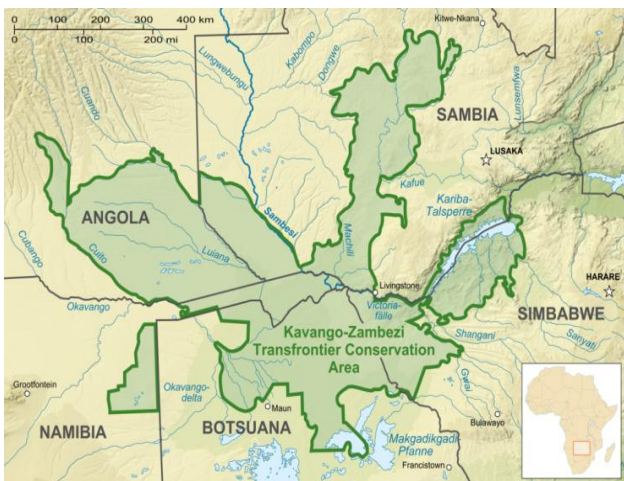 0 100 200 300 400 km
0 100 200 mi
Kitwe-Nkana
Kabompo
Dongwe
Lungwebungu
Cuando
Lunsemfwa
SAMBIA
LUSAKA
Kafue
Kariba-
Talsperre
Sambesi
ANGOLA
Machili
Luiana
Cuito
Cubango
Livingstone
HARARE
Victoria-
fälle
Okavango
SIMBABWE
Kavango-Zambezi
Transfrontier Conservation
Area
Shangani
Sanyati
Gwai
Okavango-
delta
Grootfontein
Maun
Bulawayo
NAMIBIA
BOTSUANA
Makgadikgadi-
Pfanne
Francistown